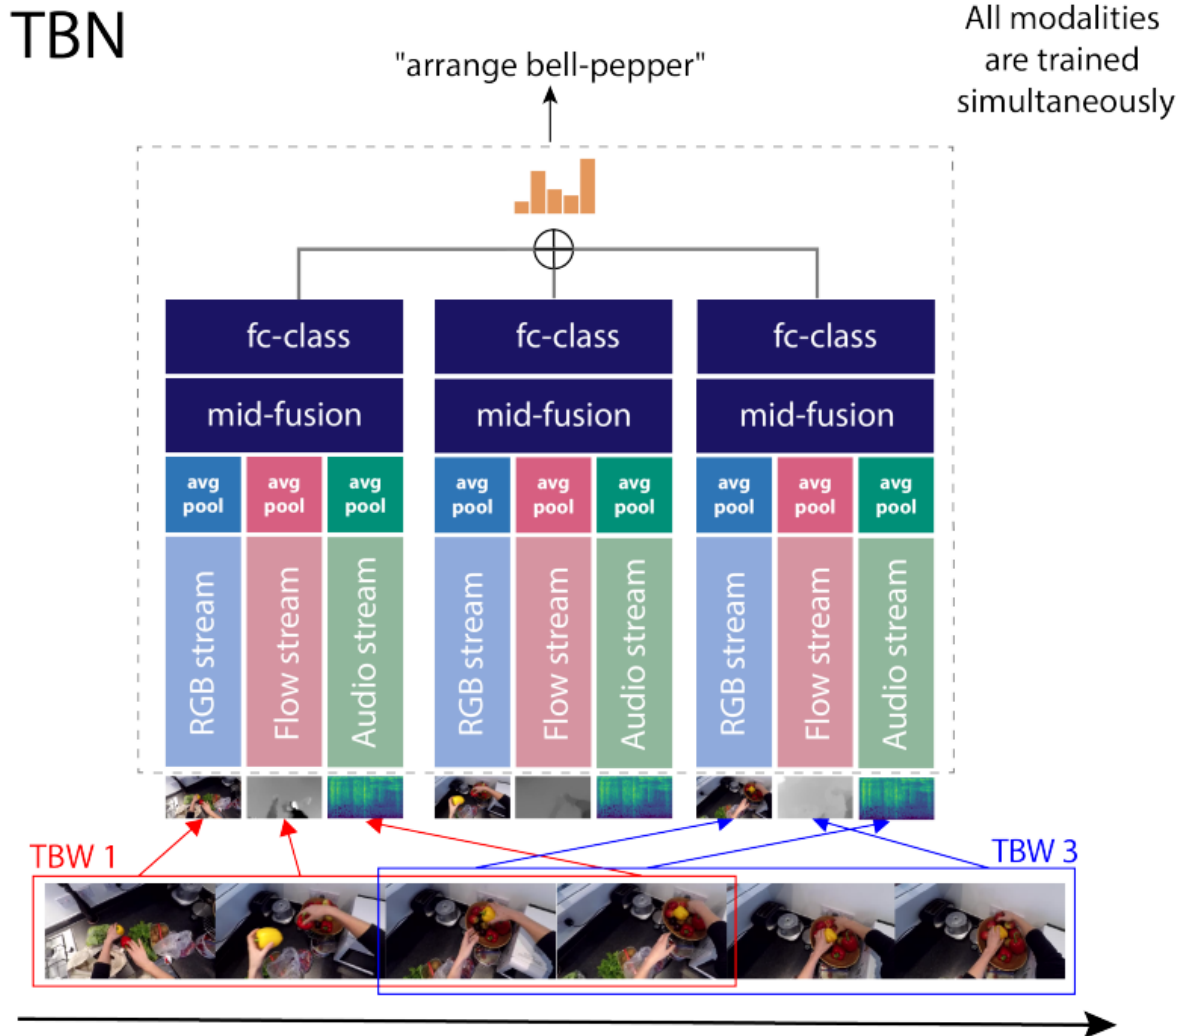 TBN
All modalities
are trained
simultaneously
"arrange bell-pepper"
fc-class
fc-class
fc-class
mid-fusion
mid-fusion
mid-fusion
avg
pool
avg
pool
avg
pool
avg
pool
avg
pool
avg
pool
avg
pool
avg
pool
avg
pool
RGB stream
Flow stream
Audio stream
RGB stream
Flow stream
Audio stream
RGB stream
Flow stream
Audio stream
TBW 1
TBW 3